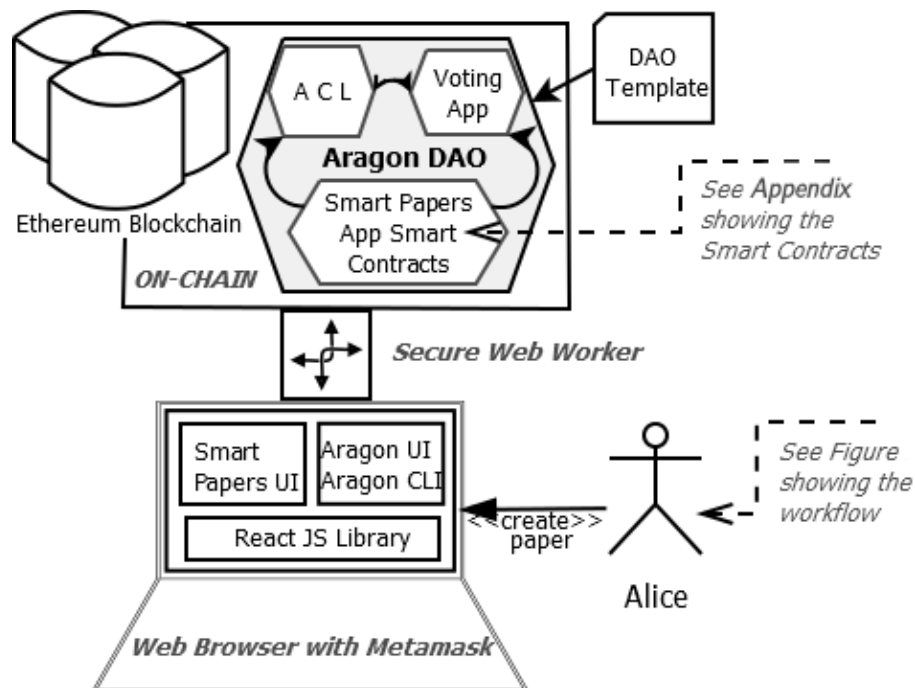 A C L
Voting
App
DAO
Template
Aragon DAO
Smart Papers
App Smart
Contracts
See Appendix
showing the
Smart Contracts
Ethereum Blockchain
ON-CHAIN
Secure Web Worker
Smart
Papers UI
Aragon UI
Aragon CLI
React JS Library
<<create>>
paper
See Figure
showing the
workflow
Alice
Web Browser with Metamask